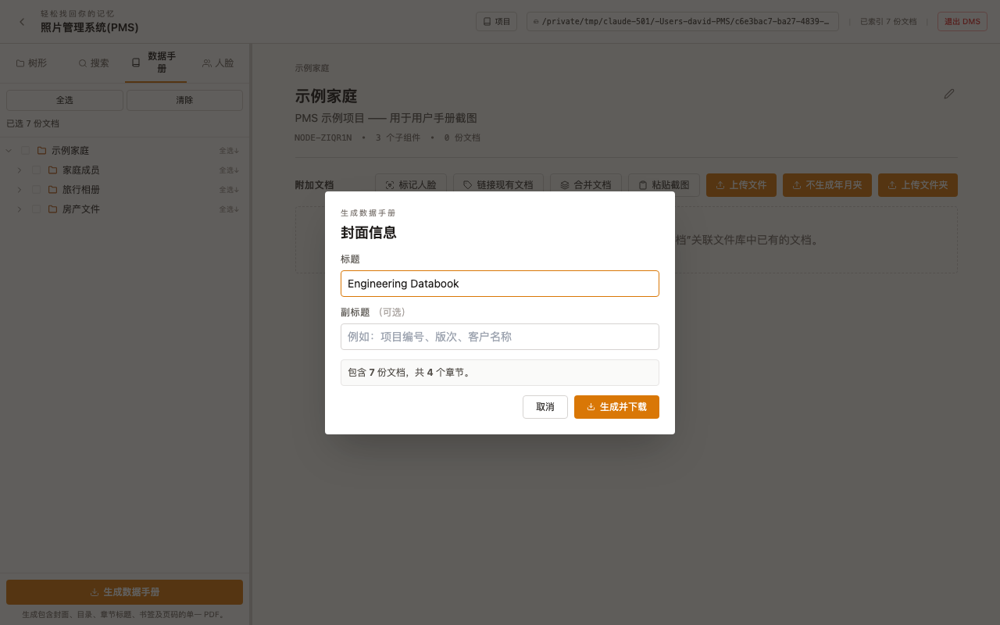 轻松找回你的记忆
照片管理系统(PMS)
项目
/private/tmp/claude-501/-Users-david-PMS/c6e3bac7-ba27-4839-…
已索引 7 份文档
退出 DMS
树形
搜索
数据手册
人脸
全选
清除
已选 7 份文档
示例家庭
全选↓
家庭成员
全选↓
旅行相册
全选↓
房产文件
全选↓
生成数据手册
生成包含封面、目录、章节标题、书签及页码的单一 PDF。
示例家庭
示例家庭
PMS 示例项目 —— 用于用户手册截图
NODE-ZIQR1N • 3 个子组件 • 0 份文档
附加文档
标记人脸
链接现有文档
合并文档
粘贴截图
上传文件
不生成年月夹
上传文件夹
档"关联文件库中已有的文档。
生成数据手册
封面信息
标题
Engineering Databook
副标题 （可选）
例如：项目编号、版次、客户名称
包含 7 份文档，共 4 个章节。
取消
生成并下载